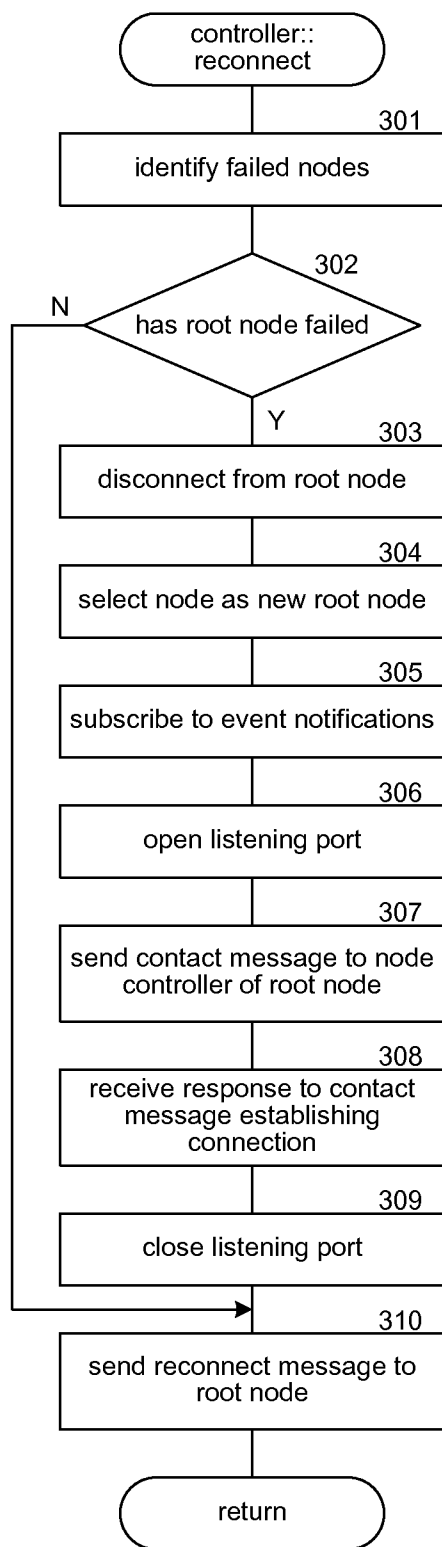 controller::
reconnect
301
identify failed nodes
302
N
has root node failed
Y
303
disconnect from root node
304
select node as new root node
305
subscribe to event notifications
306
open listening port
307
send contact message to node
controller of root node
308
receive response to contact
message establishing
connection
309
close listening port
310
send reconnect message to
root node
return